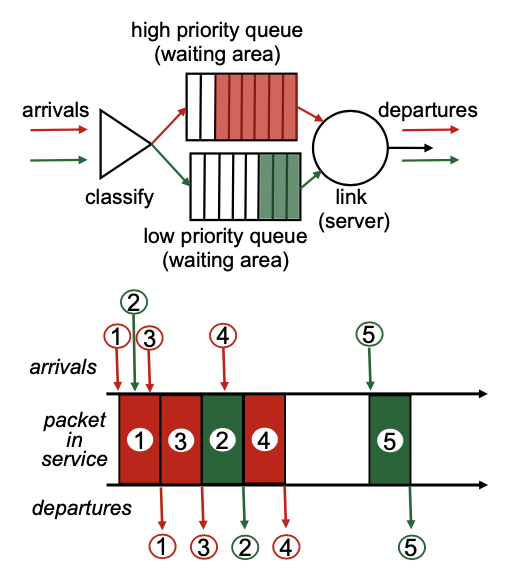 high priority queue
(waiting area)
arrivals
departures
classify
link
(server)
low priority queue
(waiting area)
2
1
3
4
5
arrivals
packet
in
service
1
3
2
4
5
departures
1
3
2
4
5